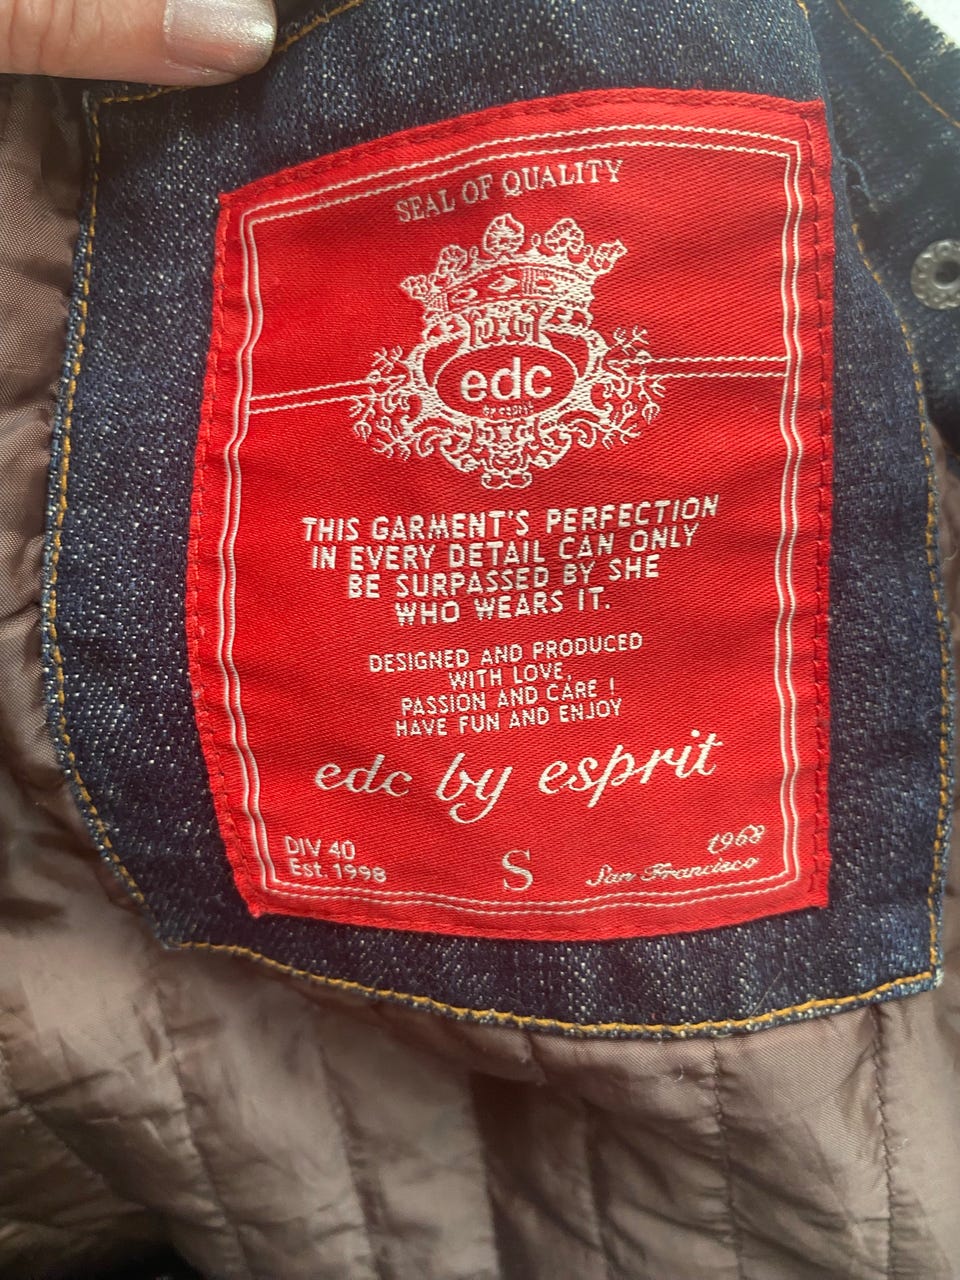 SEAL OF QUALITY
edc
by esprit
THIS GARMENT'S PERFECTION
IN EVERY DETAIL CAN ONLY
BE SURPASSED BY SHE
WHO WEARS IT.
DESIGNED AND PRODUCED
WITH LOVE,
PASSION AND CARE !
HAVE FUN AND ENJOY
edc by esprit
DIV 40
Est. 1998
S
1968
San Francisco